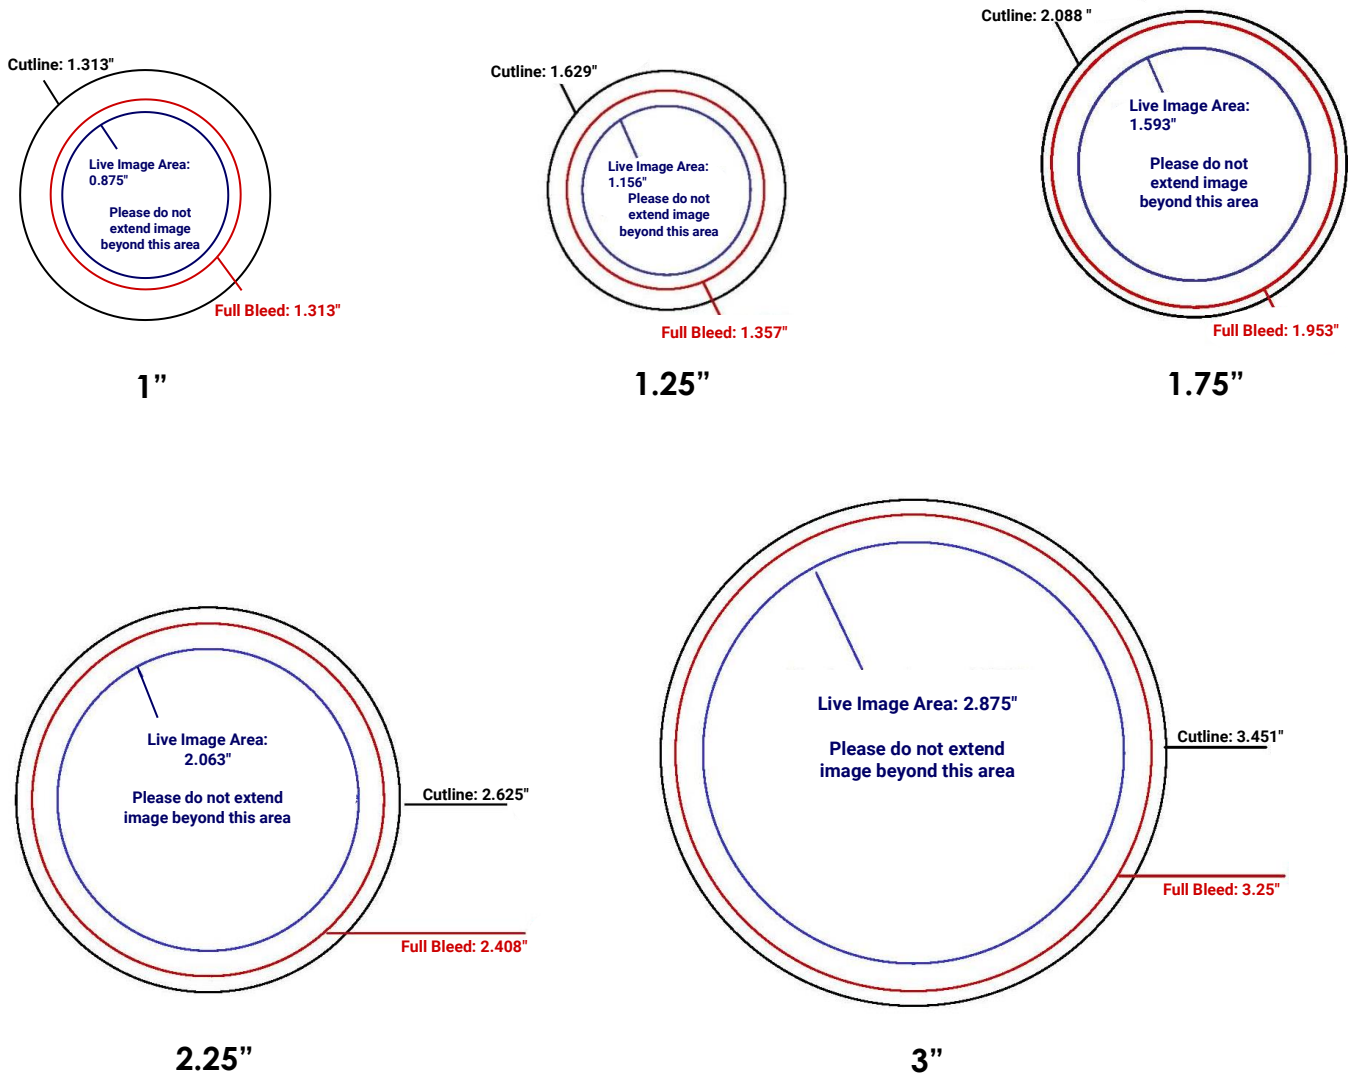 Cutline: 1.313"
Live Image Area:
0.875"
Please do not
extend image
beyond this area
Full Bleed: 1.313"
1”
Cutline: 1.629"
Live Image Area:
1.156"
Please do not
extend image
beyond this area
Full Bleed: 1.357"
1.25”
Cutline: 2.088 "
Live Image Area:
1.593"
Please do not
extend image
beyond this area
Full Bleed: 1.953"
1.75”
Live Image Area:
2.063"
Please do not extend
image beyond this area
Cutline: 2.625"
Full Bleed: 2.408"
2.25”
Live Image Area: 2.875"
Please do not extend
image beyond this area
Cutline: 3.451"
Full Bleed: 3.25"
3”